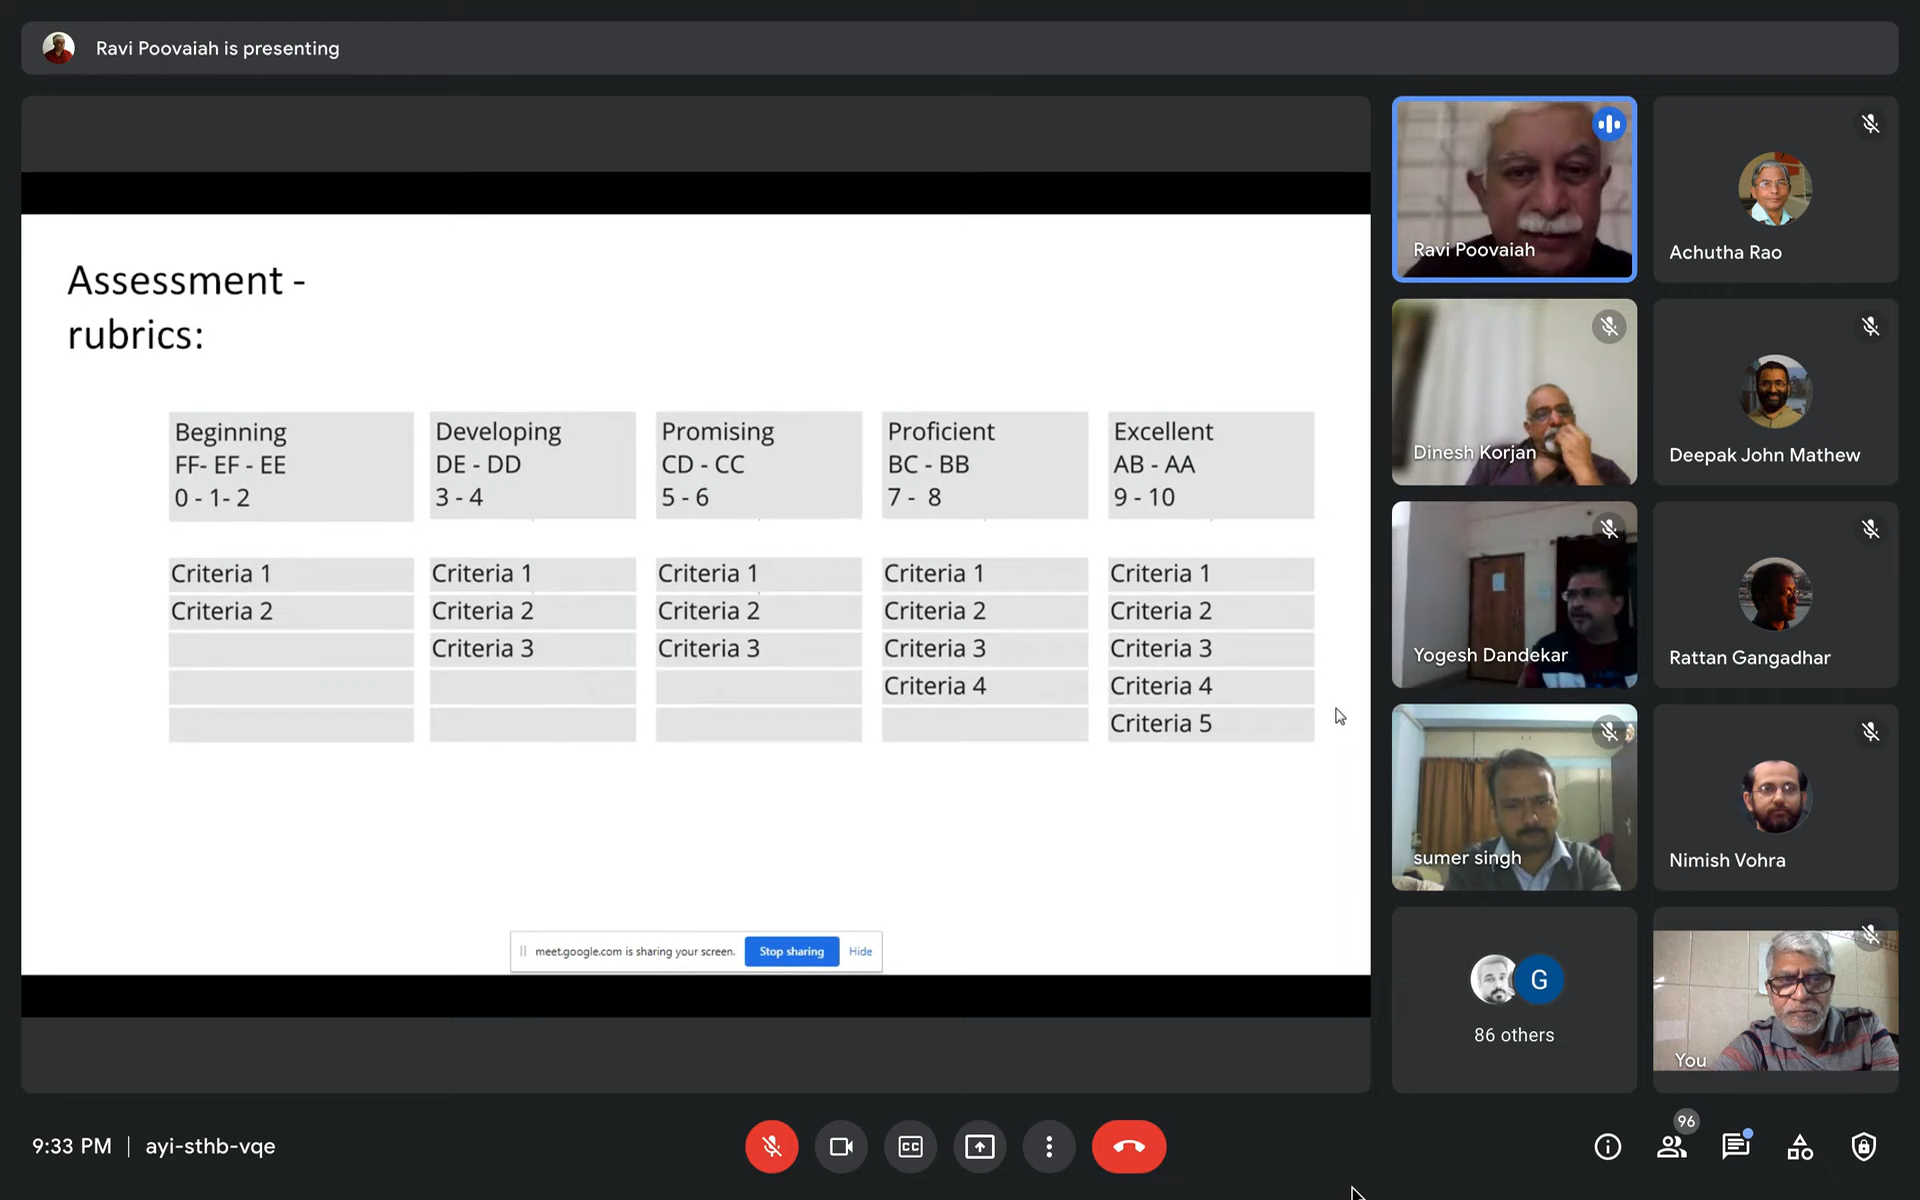 Ravi Poovaiah is presenting
Assessment -
rubrics:
Beginning
FF- EF - EE
0 - 1- 2
Developing
DE - DD
3 - 4
Promising
CD - CC
5 - 6
Proficient
BC - BB
7 - 8
Excellent
AB - AA
9 - 10
Criteria 1
Criteria 2
Criteria 1
Criteria 2
Criteria 3
Criteria 1
Criteria 2
Criteria 3
Criteria 1
Criteria 2
Criteria 3
Criteria 4
Criteria 1
Criteria 2
Criteria 3
Criteria 4
Criteria 5
meet.google.com is sharing your screen.
Stop sharing
Hide
Ravi Poovaiah
Achutha Rao
Dinesh Korjan
Deepak John Mathew
Yogesh Dandekar
Rattan Gangadhar
sumer singh
Nimish Vohra
G
86 others
You
9:33 PM | ayi-sthb-vqe
CC
96